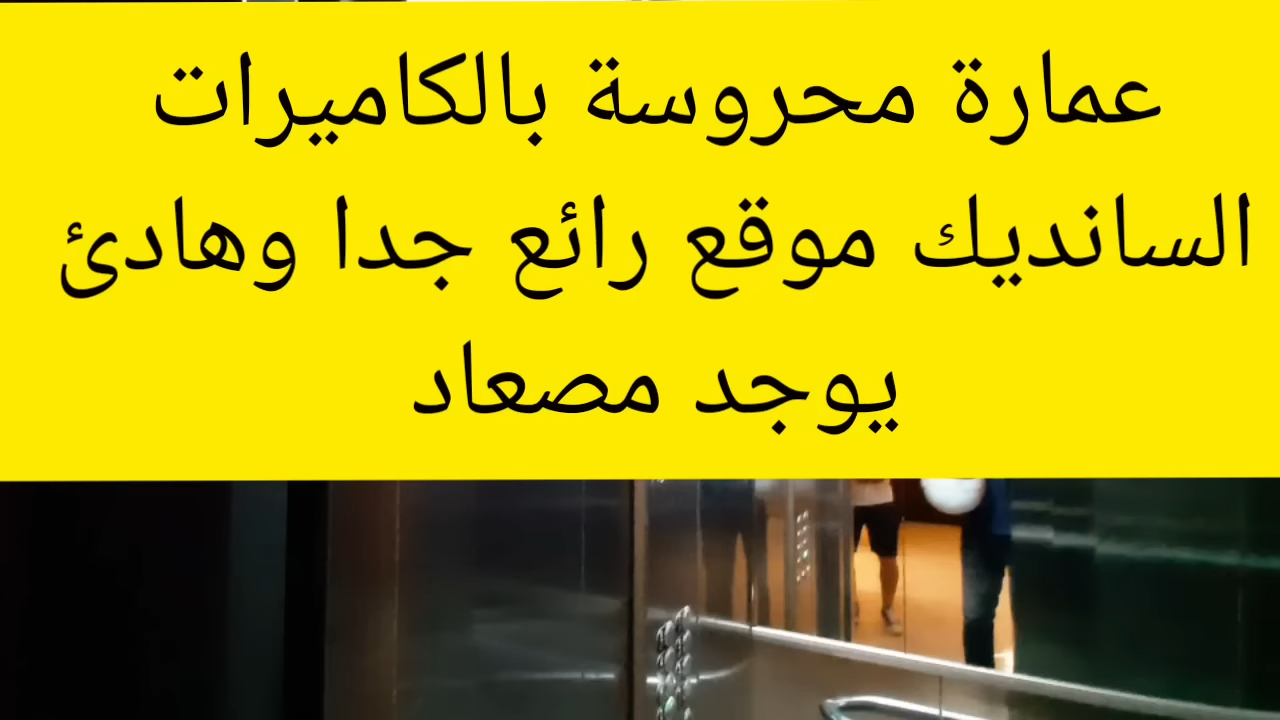 عمارة محروسة بالكاميرات
السانديك موقع رائع جدا وهادئ
يوجد مصعاد